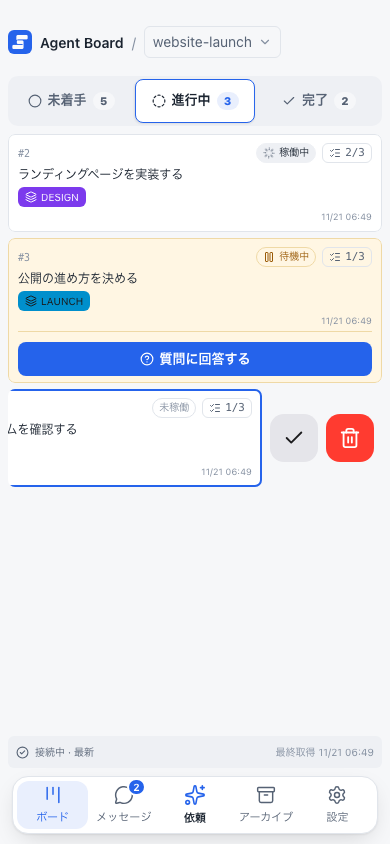 Agent Board / website-launch
未着手 5
進行中 3
完了 2
#2
稼働中
2/3
ランディングページを実装する
DESIGN
11/21 06:49
#3
待機中
1/3
公開の進め方を決める
LAUNCH
11/21 06:49
質問に回答する
未稼働
1/3
ムを確認する
11/21 06:49
接続中・最新
最終取得 11/21 06:49
2
ボード
メッセージ
依頼
アーカイブ
設定